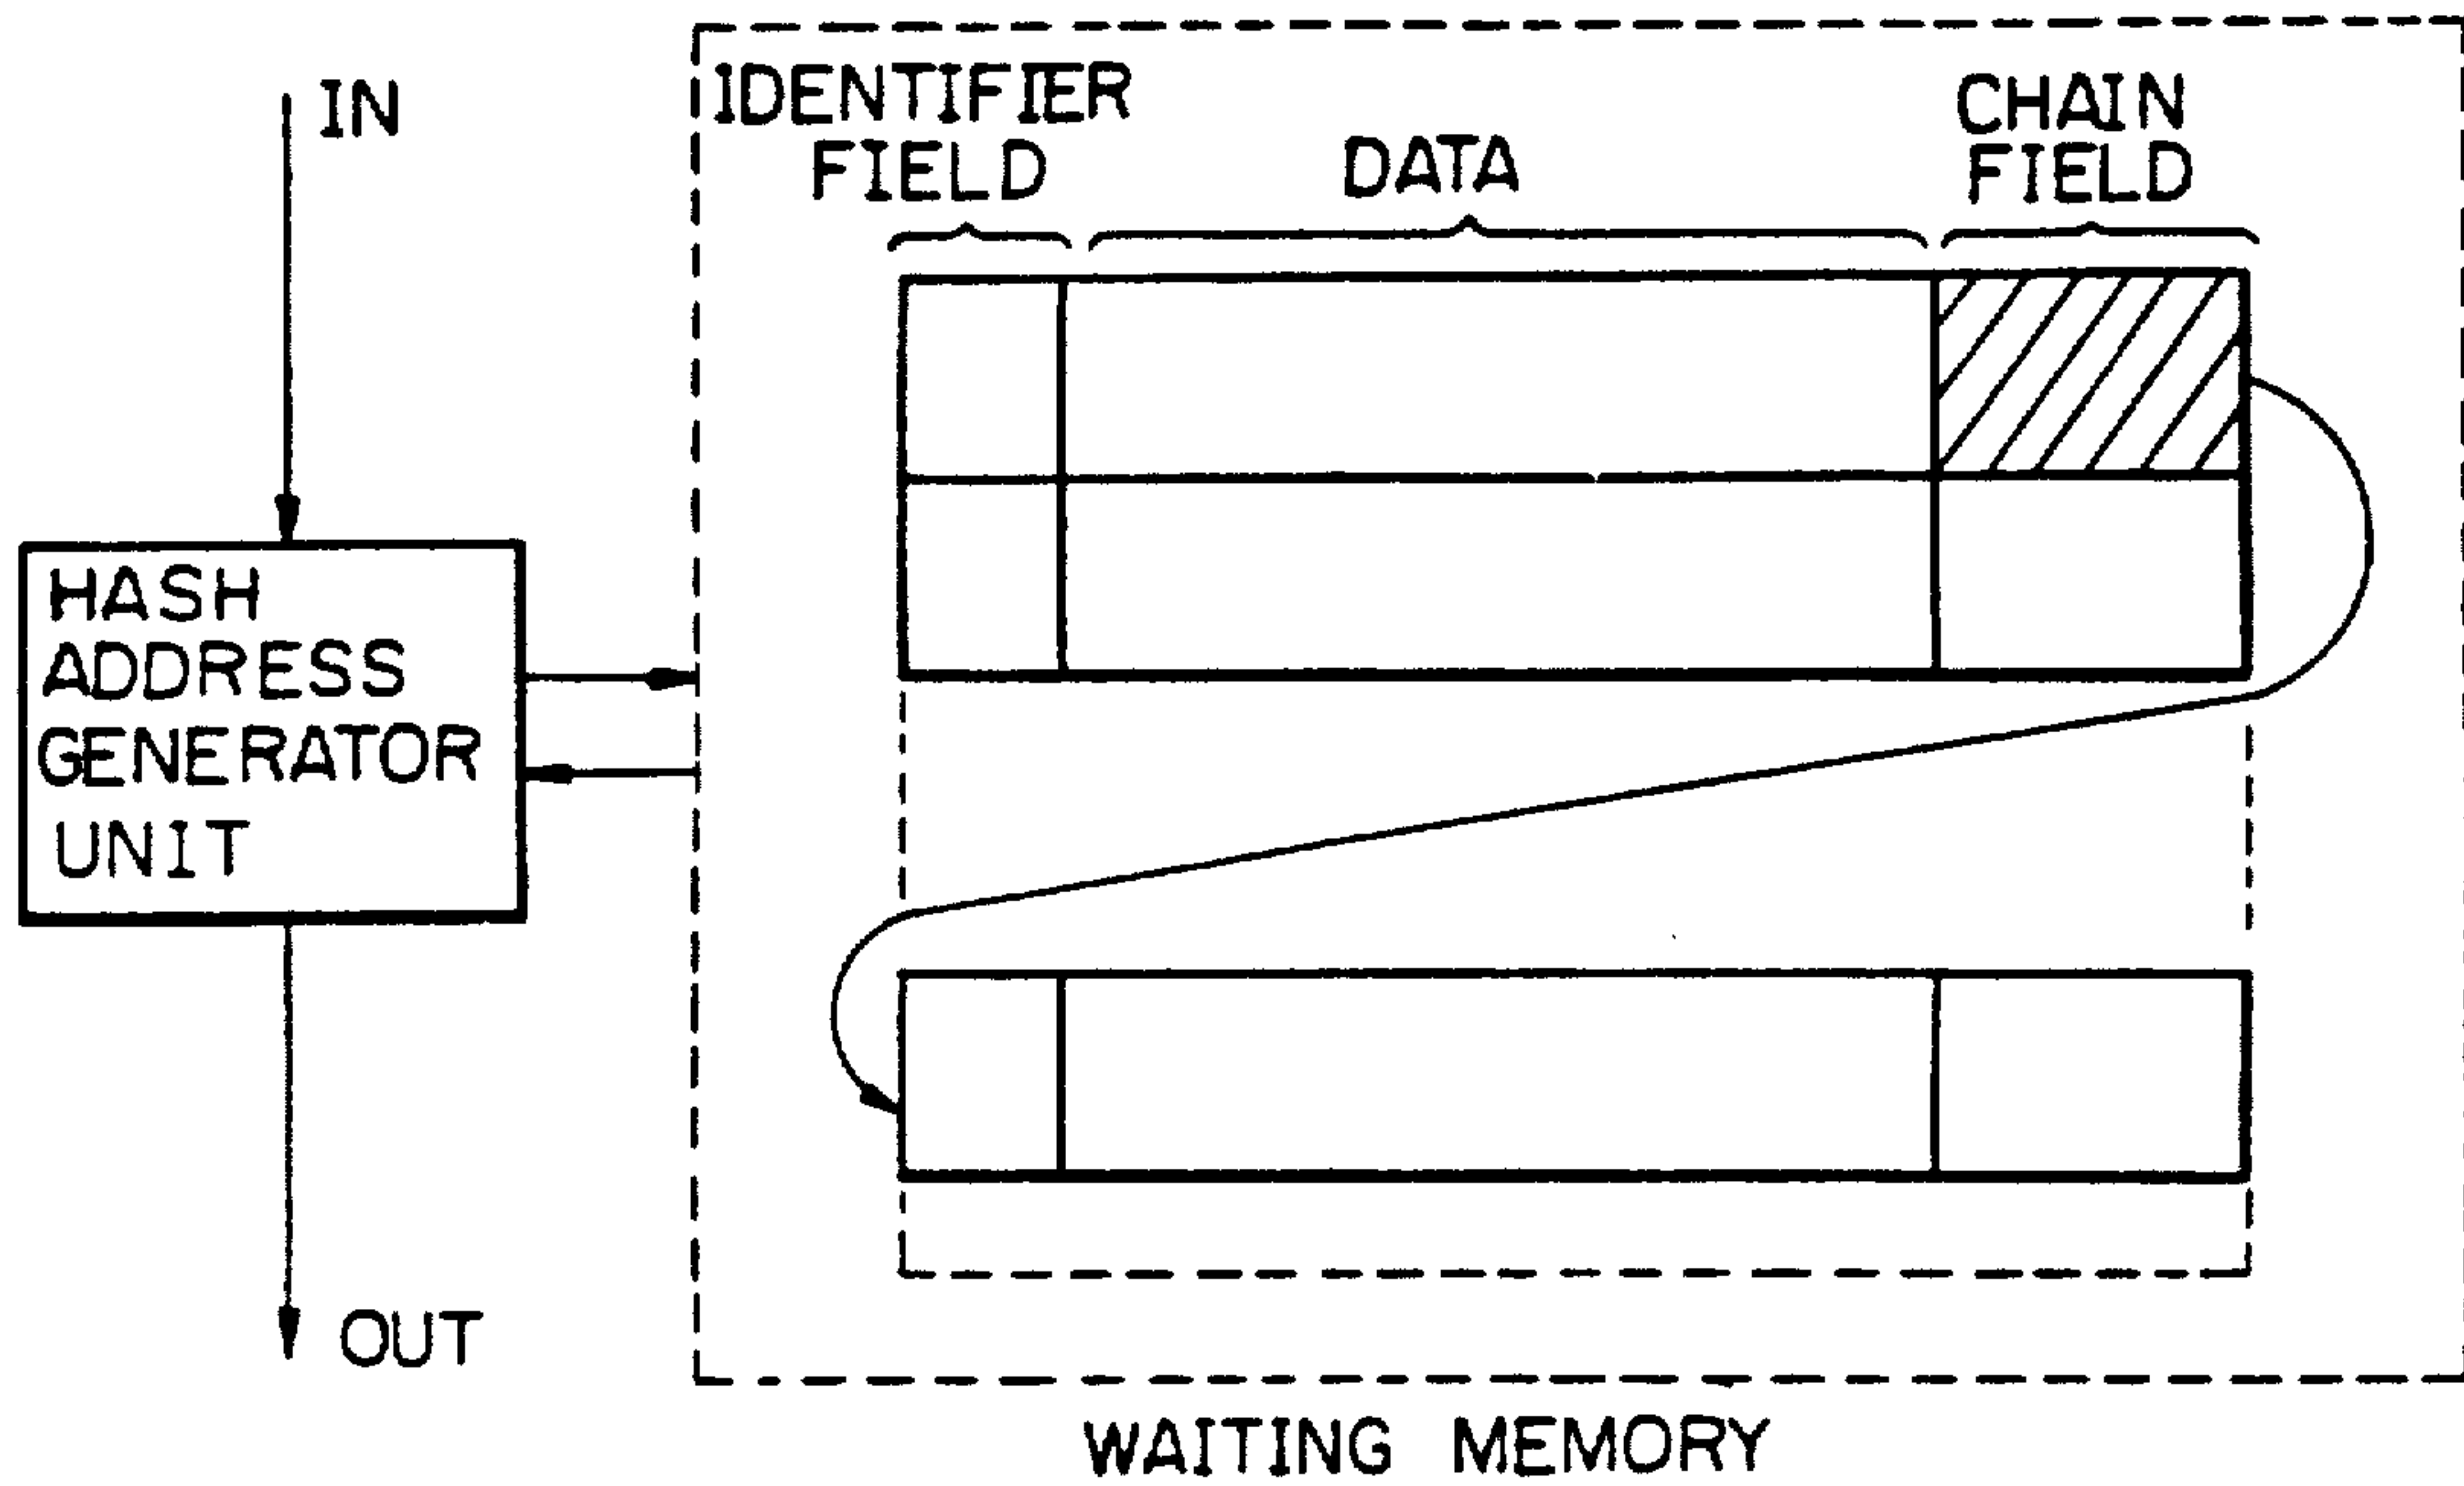 IN
HASH
ADDRESS
GENERATOR
UNIT
OUT
IDENTIFIER
FIELD
DATA
CHAIN
FIELD
WAITING MEMORY